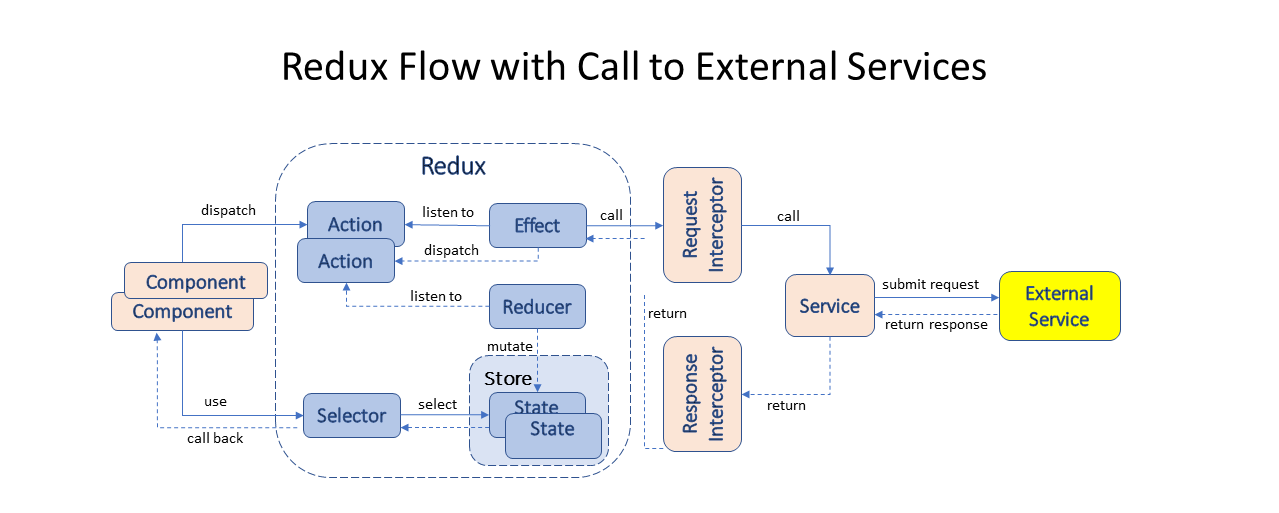 Redux Flow with Call to External Services
Redux
dispatch
Action
listen to
Effect
call
Request
Interceptor
call
Action
dispatch
Component
Component
listen to
Reducer
return
Service
submit request
return response
External
Service
mutate
Store
use
Selector
select
State
State
call back
Response
Interceptor
return